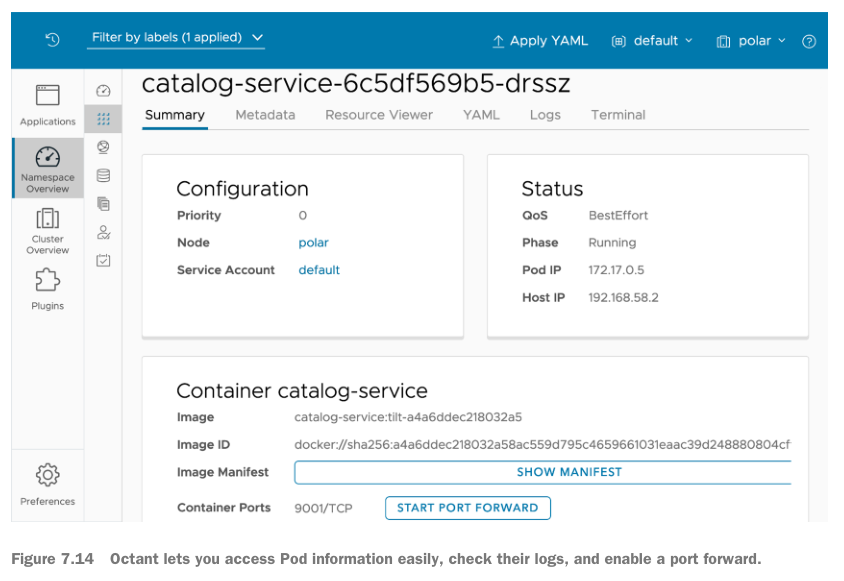 Filter by labels (1 applied)
Apply YAML
default
polar
Applications
Namespace
Overview
Cluster
Overview
Plugins
Preferences
catalog-service-6c5df569b5-drssz
Summary Metadata Resource Viewer YAML Logs Terminal
Configuration
Priority 0
Node polar
Service Account default
Status
QoS BestEffort
Phase Running
Pod IP 172.17.0.5
Host IP 192.168.58.2
Container catalog-service
Image catalog-service:tilt-a4a6ddec218032a5
Image ID docker://sha256:a4a6ddec218032a58ac559d795c4659661031eaac39d248880804cf
Image Manifest SHOW MANIFEST
Container Ports 9001/TCP START PORT FORWARD
Figure 7.14 Octant lets you access Pod information easily, check their logs, and enable a port forward.